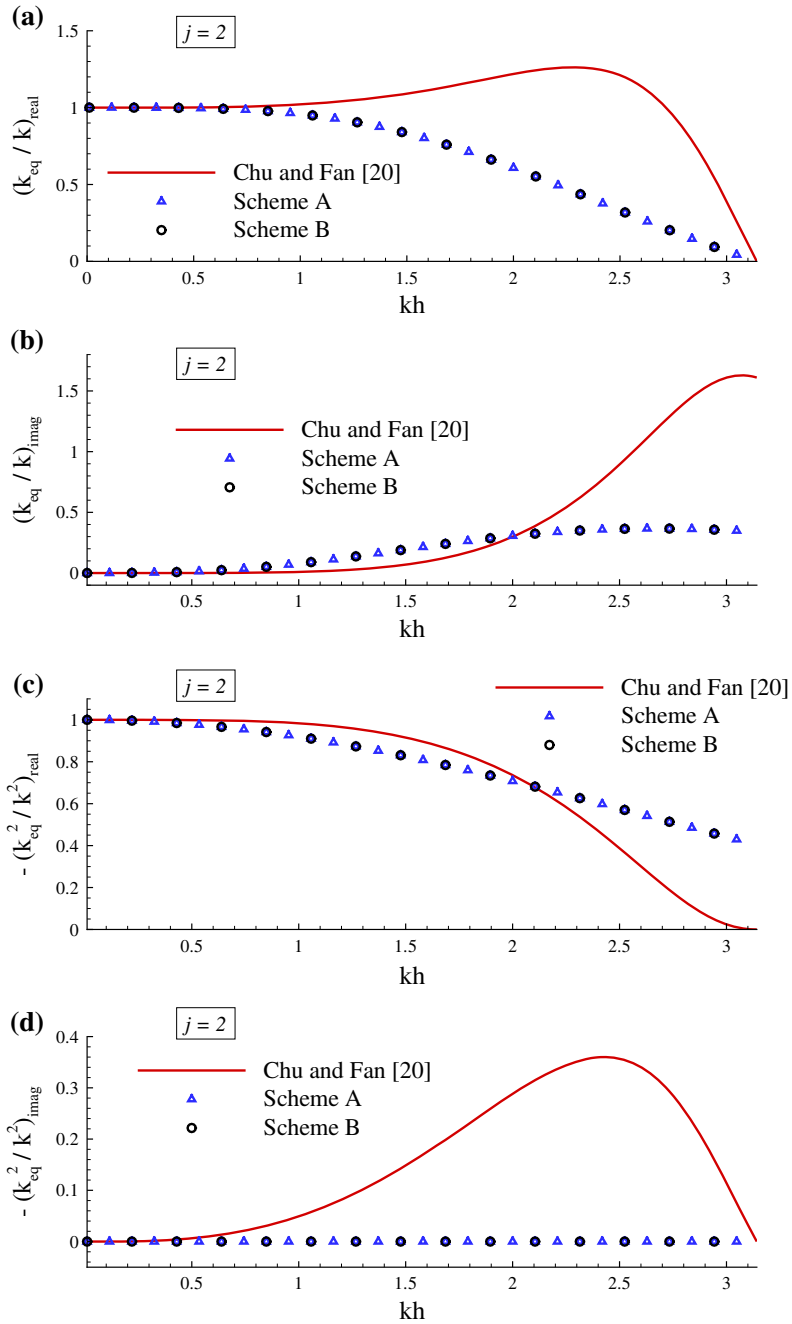 (a)
j = 2
(k_eq / k)_real
1.5
1
0.5
0
Chu and Fan [20]
Scheme A
Scheme B
0 0.5 1 1.5 2 2.5 3
kh
(b)
j = 2
(k_eq / k)_imag
1.5
1
0.5
0
Chu and Fan [20]
Scheme A
Scheme B
0.5 1 1.5 2 2.5 3
kh
(c)
j = 2
- (k_eq^2 / k^2)_real
1
0.8
0.6
0.4
0.2
0
Chu and Fan [20]
Scheme A
Scheme B
0.5 1 1.5 2 2.5 3
kh
(d)
j = 2
- (k_eq^2 / k^2)_imag
0.4
0.3
0.2
0.1
0
Chu and Fan [20]
Scheme A
Scheme B
0.5 1 1.5 2 2.5 3
kh